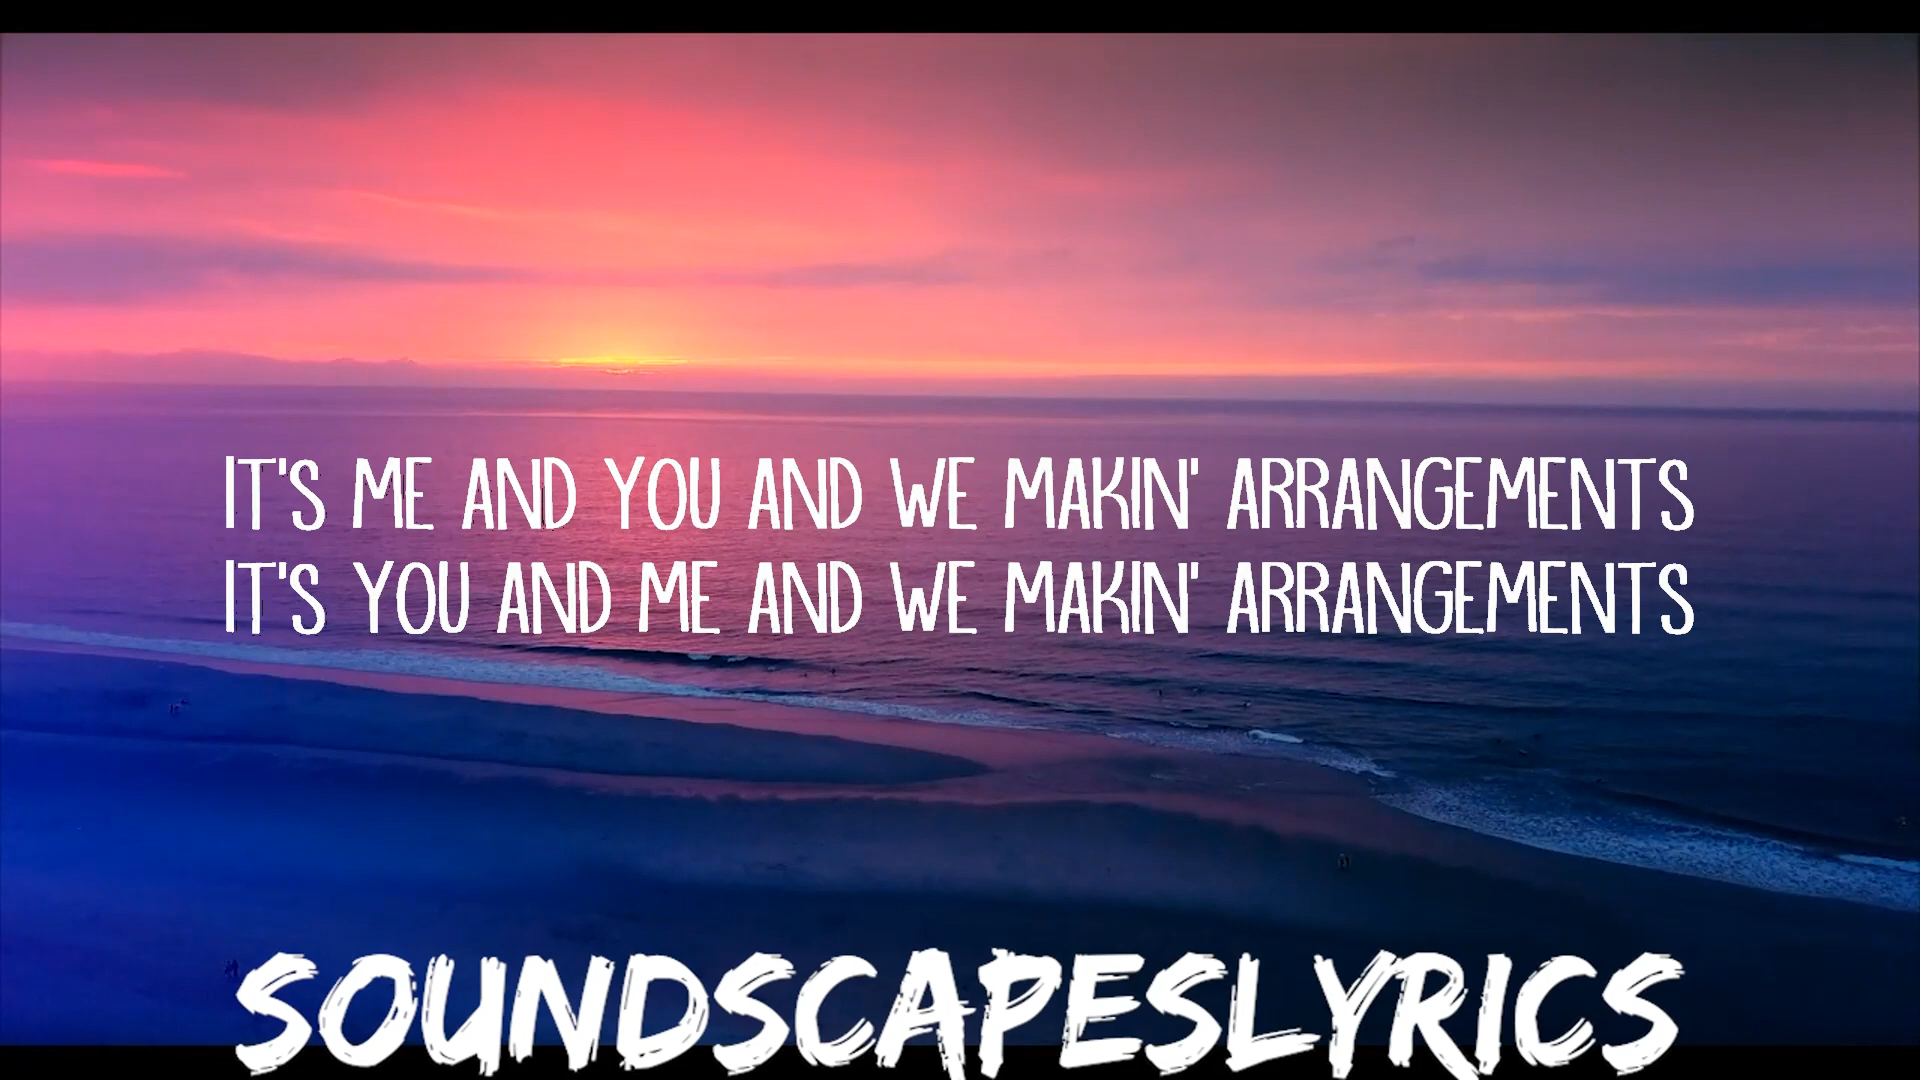 IT'S ME AND YOU AND WE MAKIN' ARRANGEMENTS
IT'S YOU AND ME AND WE MAKIN' ARRANGEMENTS
SOUNDSCAPESLYRICS